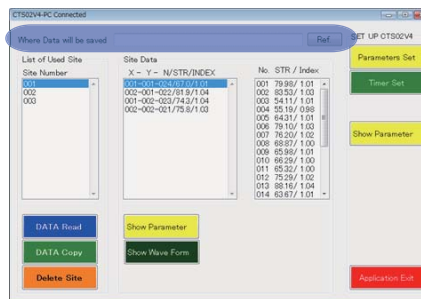 CTS02V4-PC Connected
Where Data will be saved
Ref
SET UP CTS02V4
List of Used Site
Site Number
001
002
003
Site Data
X - Y - N/STR/INDEX
001-001-024/67.0/1.01
002-001-022/81.9/1.04
001-002-023/74.3/1.04
002-002-021/75.8/1.03
No. STR / Index
001 79.98/ 1.01
002 83.53/ 1.03
003 54.11/ 1.01
004 55.19/ 0.98
005 64.31/ 1.01
006 79.10/ 1.03
007 76.20/ 1.02
008 68.87/ 1.00
009 65.98/ 1.01
010 66.29/ 1.00
011 65.32/ 1.00
012 75.29/ 1.02
013 88.16/ 1.04
014 63.67/ 1.01
Parameters Set
Timer Set
Show Parameter
DATA Read
DATA Copy
Delete Site
Show Parameter
Show Wave Form
Application Exit